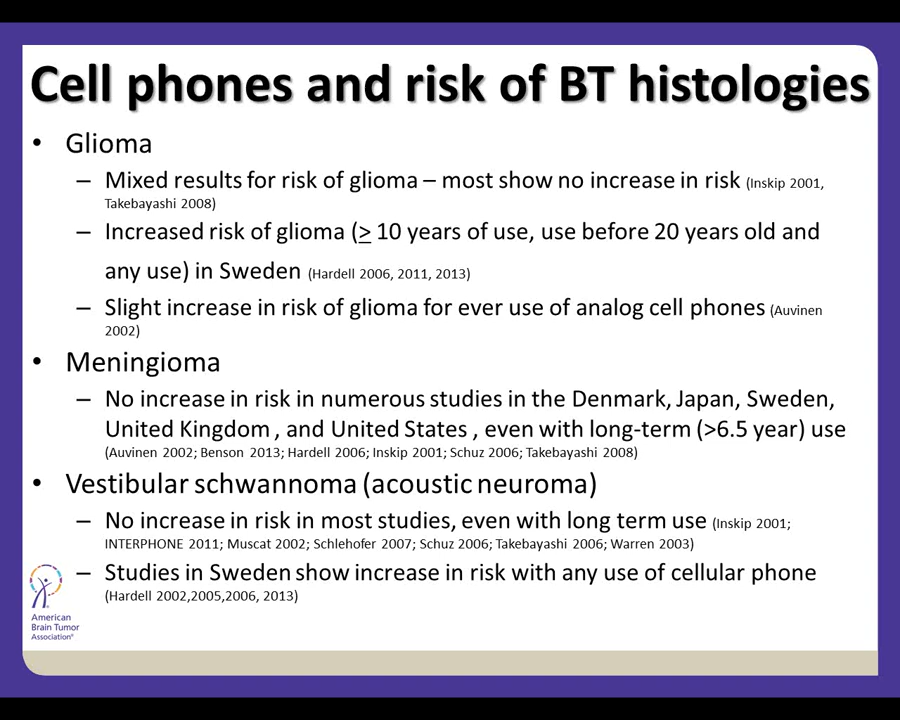 Cell phones and risk of BT histologies
• Glioma
– Mixed results for risk of glioma – most show no increase in risk (Inskip 2001,
Takebayashi 2008)
– Increased risk of glioma (≥ 10 years of use, use before 20 years old and
any use) in Sweden (Hardell 2006, 2011, 2013)
– Slight increase in risk of glioma for ever use of analog cell phones (Auvinen
2002)
• Meningioma
– No increase in risk in numerous studies in the Denmark, Japan, Sweden,
United Kingdom , and United States , even with long-term (>6.5 year) use
(Auvinen 2002; Benson 2013; Hardell 2006; Inskip 2001; Schuz 2006; Takebayashi 2008)
• Vestibular schwannoma (acoustic neuroma)
– No increase in risk in most studies, even with long term use (Inskip 2001;
INTERPHONE 2011; Muscat 2002; Schlehofer 2007; Schuz 2006; Takebayashi 2006; Warren 2003)
– Studies in Sweden show increase in risk with any use of cellular phone
(Hardell 2002,2005,2006, 2013)
American
Brain Tumor
Association®